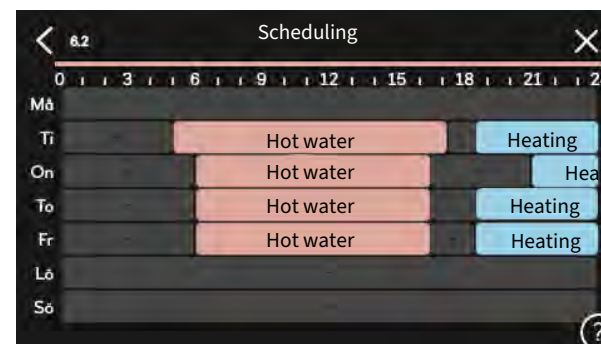 6.2 Scheduling
0 3 6 9 12 15 18 21 2
Må
Ti Hot water Heating
On Hot water Hea
To Hot water Heating
Fr Hot water Heating
Lö
Sö
?